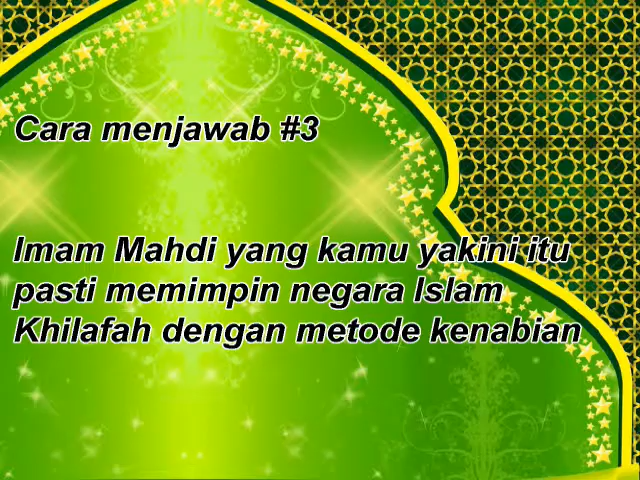 Cara menjawab #3
Imam Mahdi yang kamu yakini itu
pasti memimpin negara Islam
Khilafah dengan metode kenabian